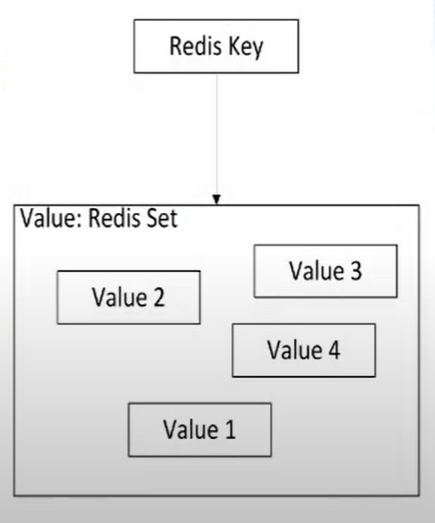 Redis Key
Value: Redis Set
Value 3
Value 2
Value 4
Value 1